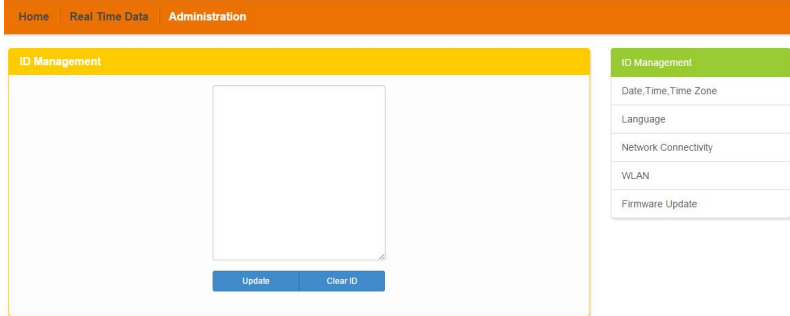 Home Real Time Data Administration
ID Management
Update Clear ID
ID Management
Date,Time,Time Zone
Language
Network Connectivity
WLAN
Firmware Update